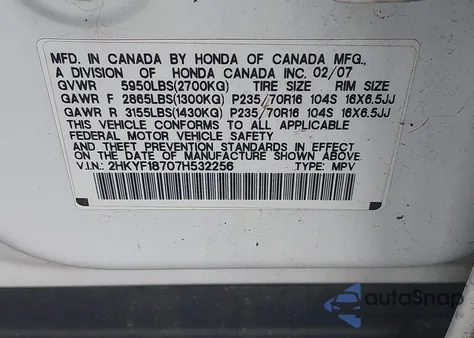 MFD. IN CANADA BY HONDA OF CANADA MFG.,
A DIVISION OF HONDA CANADA INC. 02/07
GVWR 5950LBS(2700KG) TIRE SIZE RIM SIZE
GAWR F 2865LBS(1300KG) P235/70R16 104S 16X6.5JJ
GAWR R 3155LBS(1430KG) P235/70R16 104S 16X6.5JJ
THIS VEHICLE CONFORMS TO ALL APPLICABLE
FEDERAL MOTOR VEHICLE SAFETY
AND THEFT PREVENTION STANDARDS IN EFFECT
ON THE DATE OF MANUFACTURE SHOWN ABOVE.
V.I.N.: 2HKYF18707H532256 TYPE: MPV
autoSnap